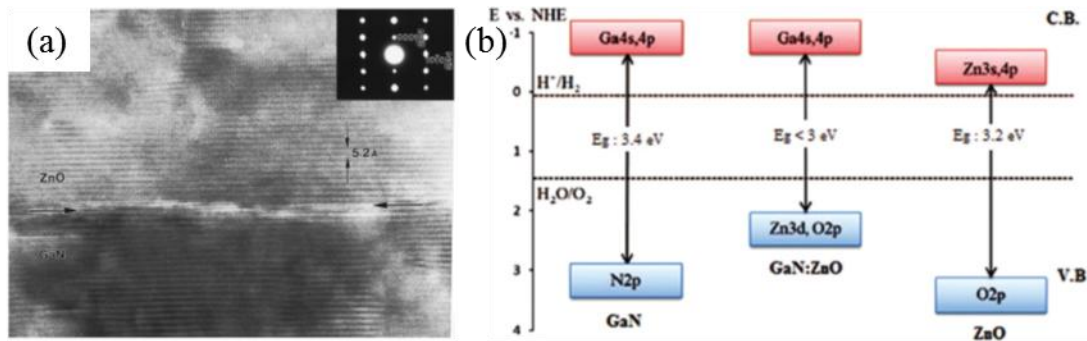 (a)
ZnO
5.2 A
GaN
(b)
E vs. NHE
C.B.
-1
0
1
2
3
4
Ga4s,4p
Ga4s,4p
Zn3s,4p
H⁺/H₂
Eg : 3.4 eV
Eg < 3 eV
Eg : 3.2 eV
H₂O/O₂
Zn3d, O2p
GaN:ZnO
N2p
GaN
O2p
ZnO
V.B